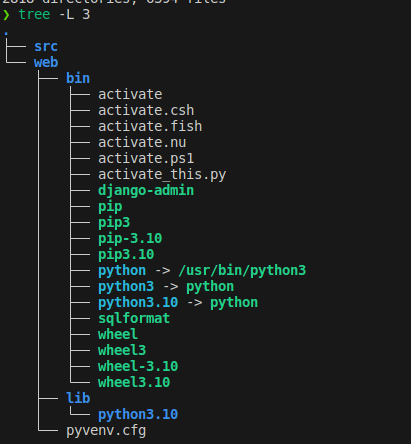 2818 directories, 6394 files
❯ tree -L 3
.
├── src
└── web
    ├── bin
    │   ├── activate
    │   ├── activate.csh
    │   ├── activate.fish
    │   ├── activate.nu
    │   ├── activate.ps1
    │   ├── activate_this.py
    │   ├── django-admin
    │   ├── pip
    │   ├── pip3
    │   ├── pip-3.10
    │   ├── pip3.10
    │   ├── python -> /usr/bin/python3
    │   ├── python3 -> python
    │   ├── python3.10 -> python
    │   ├── sqlformat
    │   ├── wheel
    │   ├── wheel3
    │   ├── wheel-3.10
    │   └── wheel3.10
    ├── lib
    │   └── python3.10
    └── pyvenv.cfg